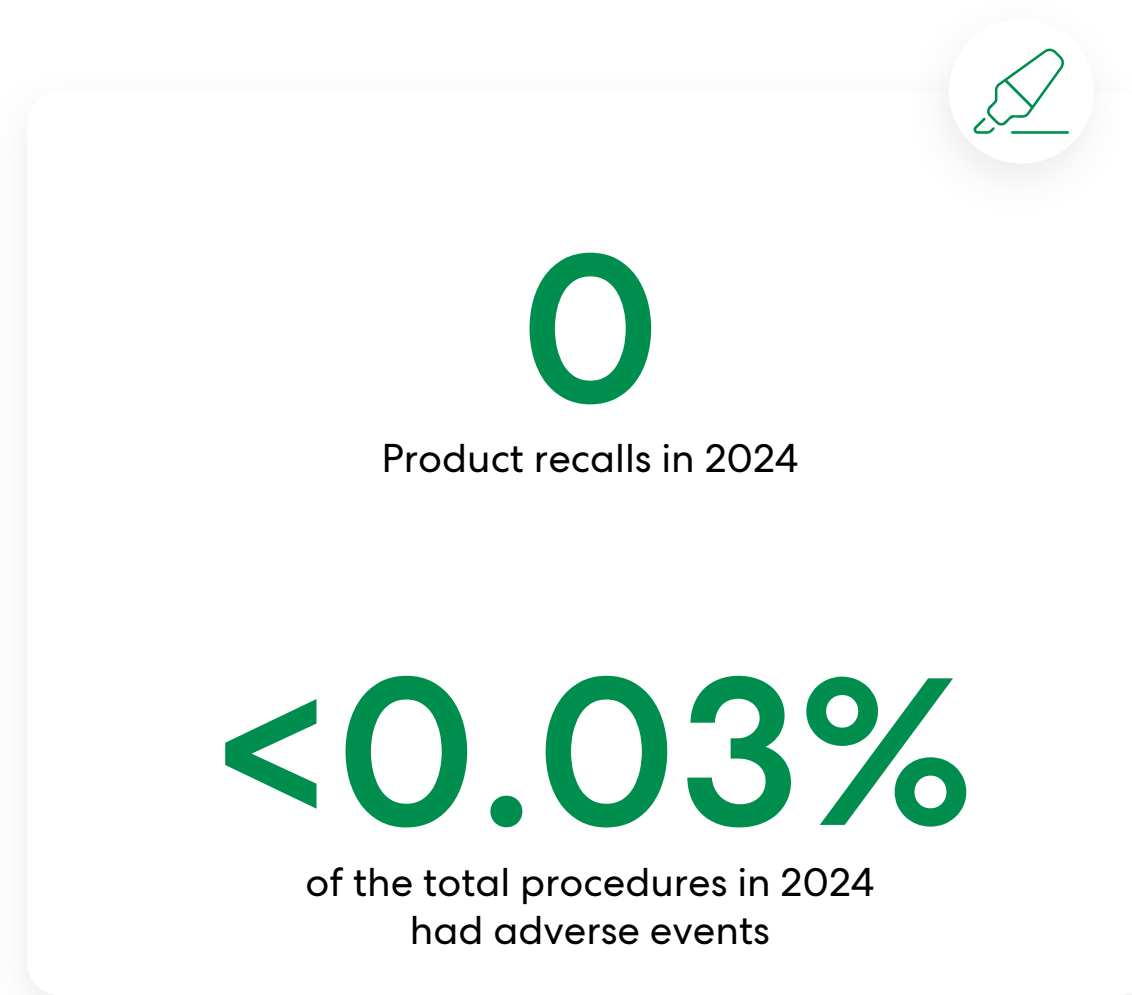 0
Product recalls in 2024
<0.03%
of the total procedures in 2024
had adverse events